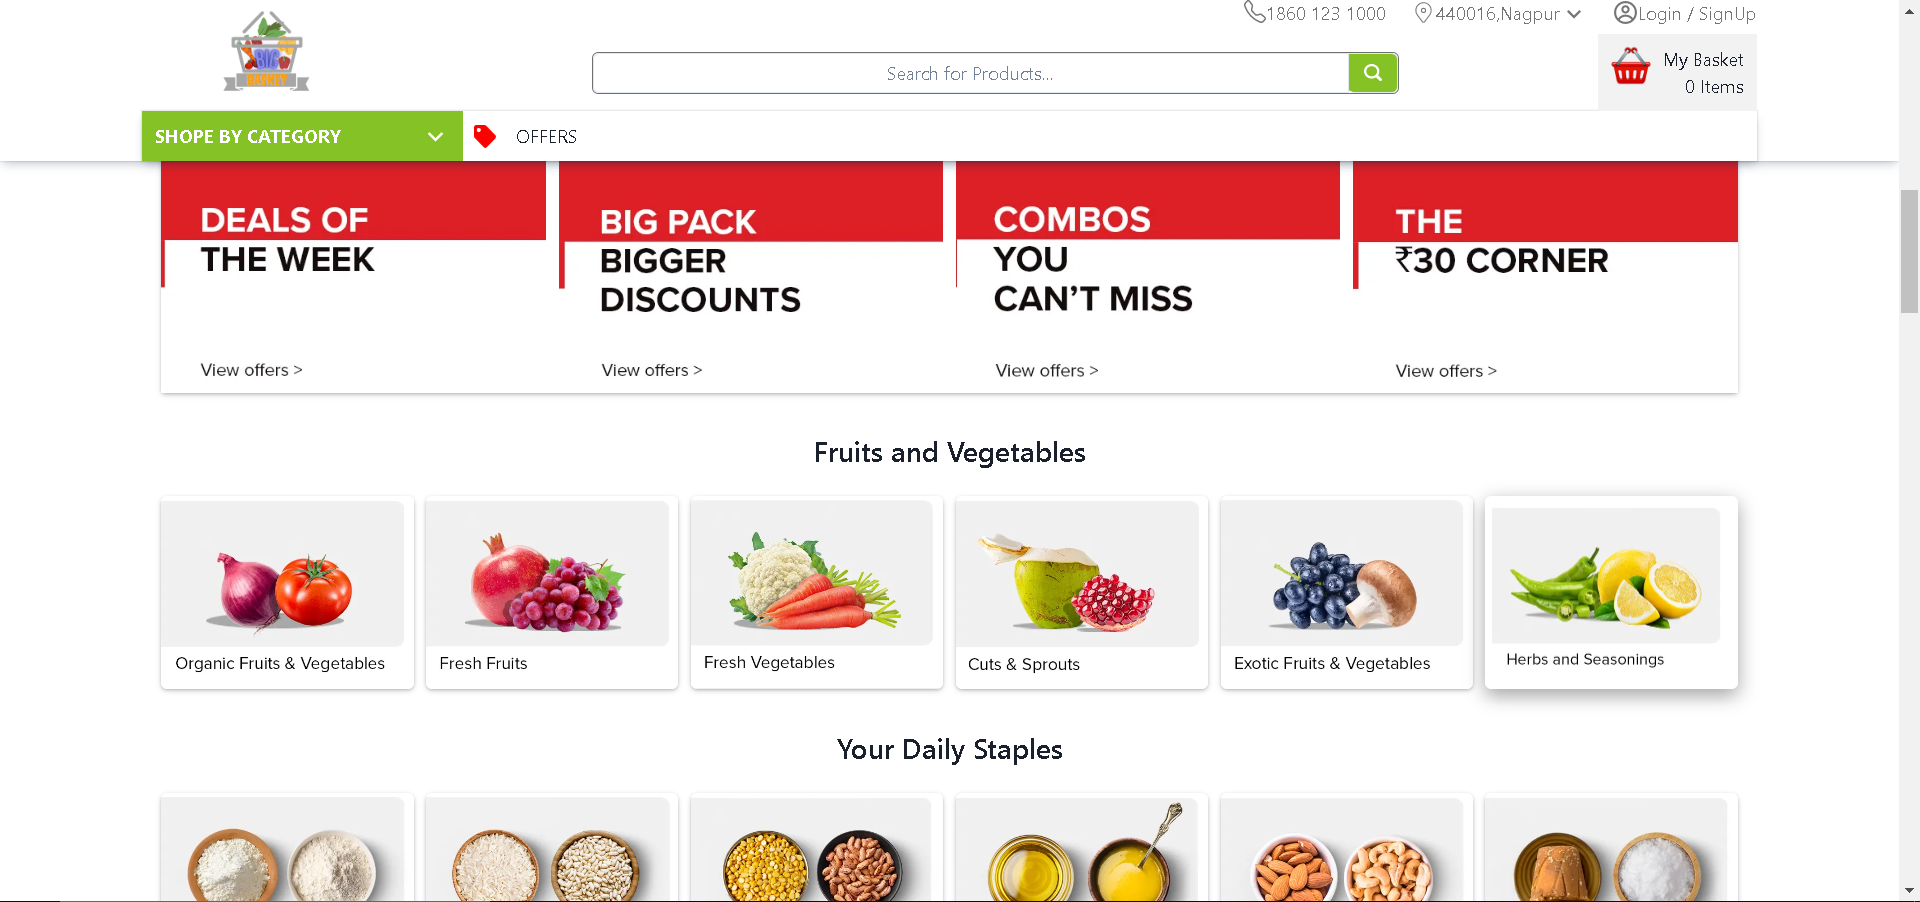 1860 123 1000
440016,Nagpur
Login / SignUp
BIG
BASKET
Search for Products...
My Basket
0 Items
SHOPE BY CATEGORY
OFFERS
DEALS OF
THE WEEK
View offers >
BIG PACK
BIGGER
DISCOUNTS
View offers >
COMBOS
YOU
CAN'T MISS
View offers >
THE
₹30 CORNER
View offers >
Fruits and Vegetables
Organic Fruits & Vegetables
Fresh Fruits
Fresh Vegetables
Cuts & Sprouts
Exotic Fruits & Vegetables
Herbs and Seasonings
Your Daily Staples